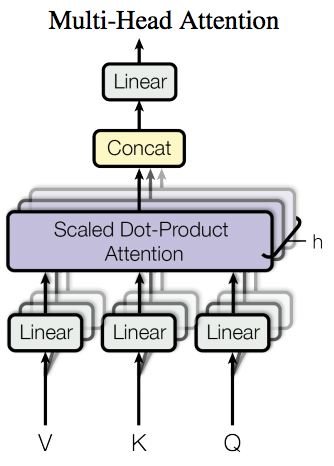 Multi-Head Attention
Linear
Concat
Scaled Dot-Product
Attention
h
Linear
Linear
Linear
V
K
Q